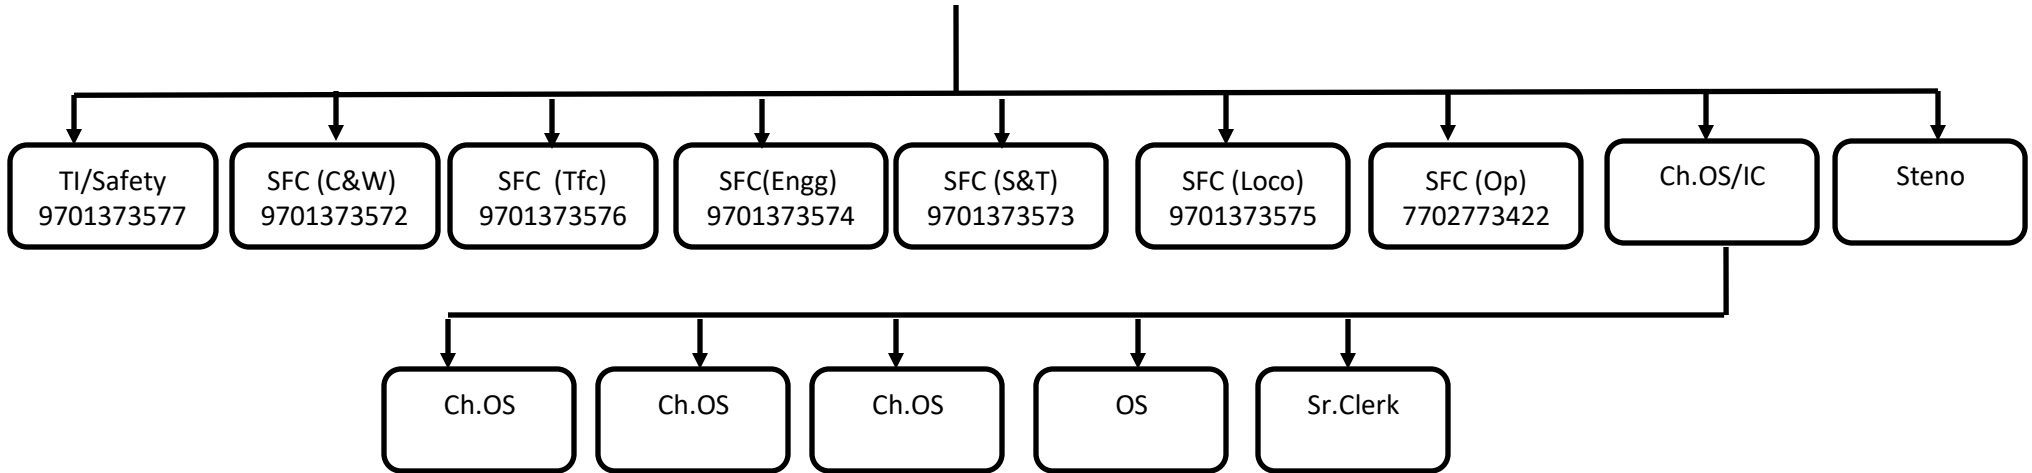 TI/Safety
9701373577
SFC (C&W)
9701373572
SFC (Tfc)
9701373576
SFC(Engg)
9701373574
SFC (S&T)
9701373573
SFC (Loco)
9701373575
SFC (Op)
7702773422
Ch.OS/IC
Steno
Ch.OS
Ch.OS
Ch.OS
OS
Sr.Clerk